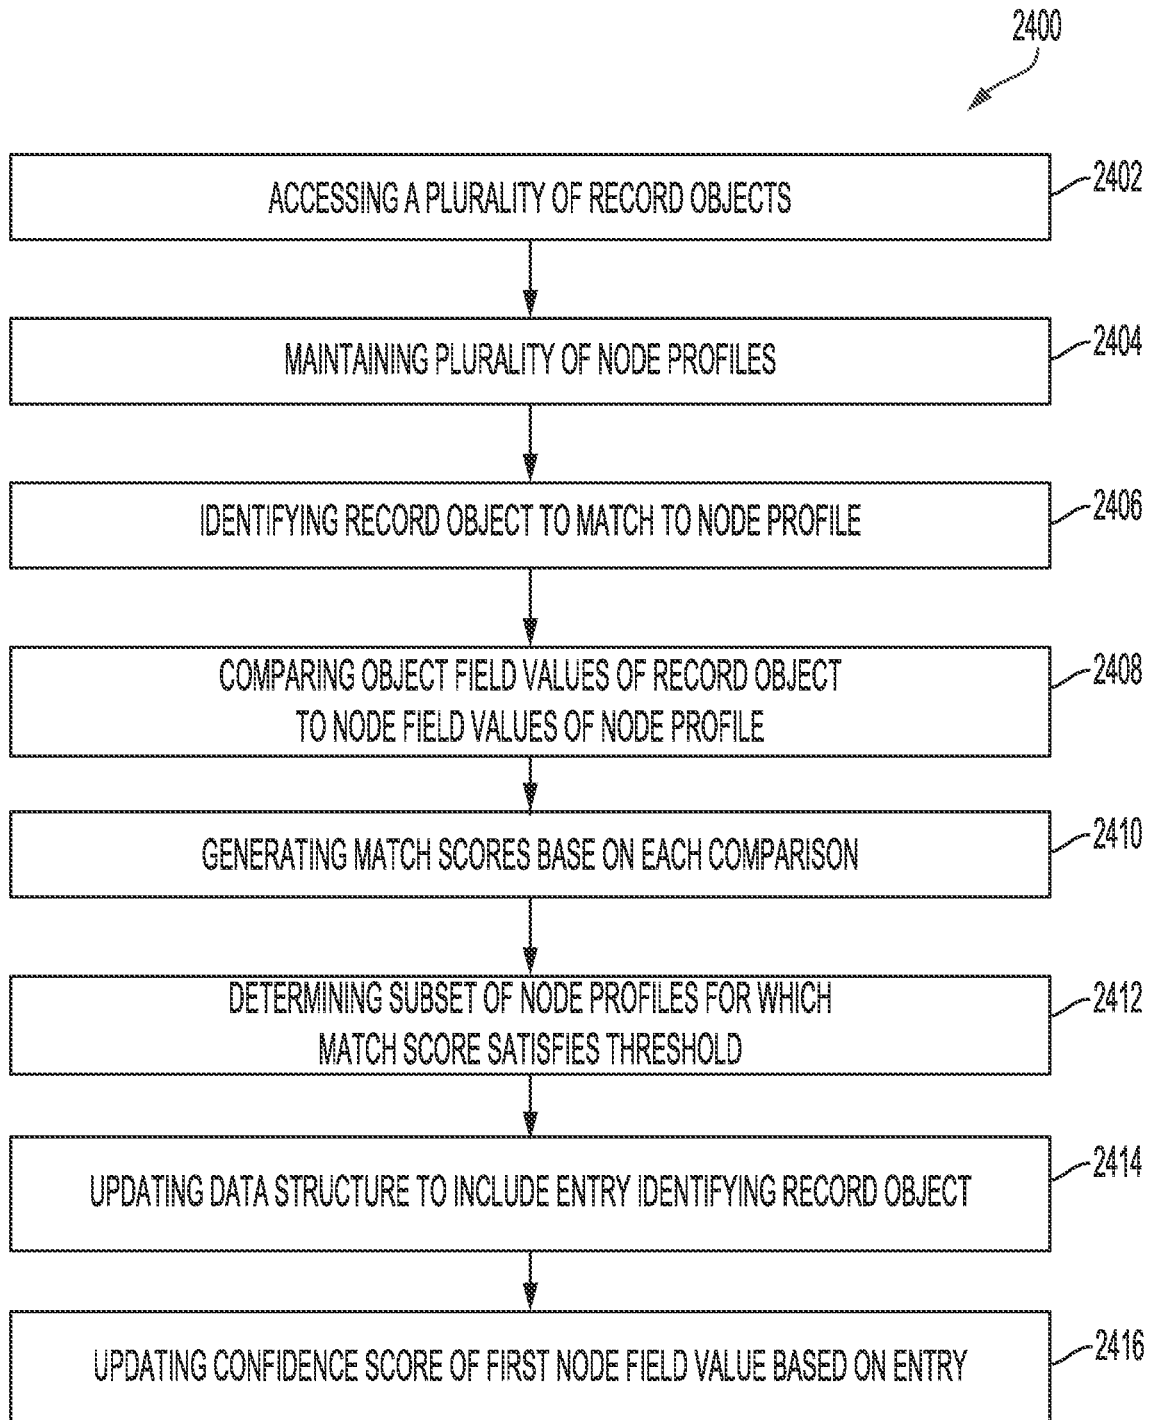 2400
ACCESSING A PLURALITY OF RECORD OBJECTS
2402
MAINTAINING PLURALITY OF NODE PROFILES
2404
IDENTIFYING RECORD OBJECT TO MATCH TO NODE PROFILE
2406
COMPARING OBJECT FIELD VALUES OF RECORD OBJECT
TO NODE FIELD VALUES OF NODE PROFILE
2408
GENERATING MATCH SCORES BASE ON EACH COMPARISON
2410
DETERMINING SUBSET OF NODE PROFILES FOR WHICH
MATCH SCORE SATISFIES THRESHOLD
2412
UPDATING DATA STRUCTURE TO INCLUDE ENTRY IDENTIFYING RECORD OBJECT
2414
UPDATING CONFIDENCE SCORE OF FIRST NODE FIELD VALUE BASED ON ENTRY
2416